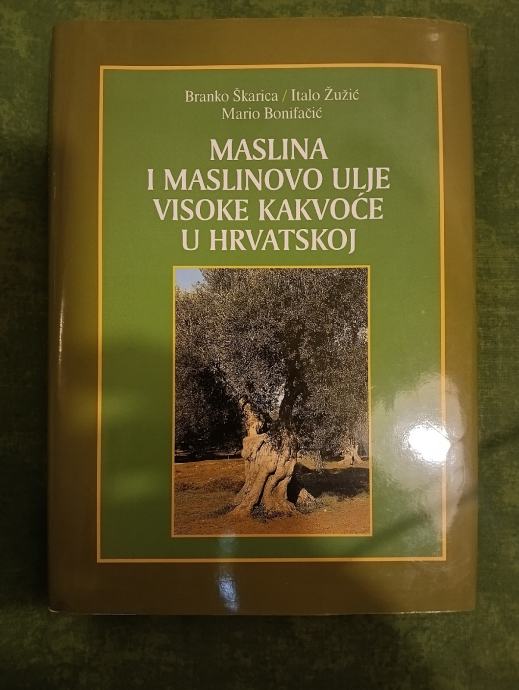 Branko Škarica / Italo Žužić
Mario Bonifačić
MASLINA
I MASLINOVO ULJE
VISOKE KAKVOĆE
U HRVATSKOJ